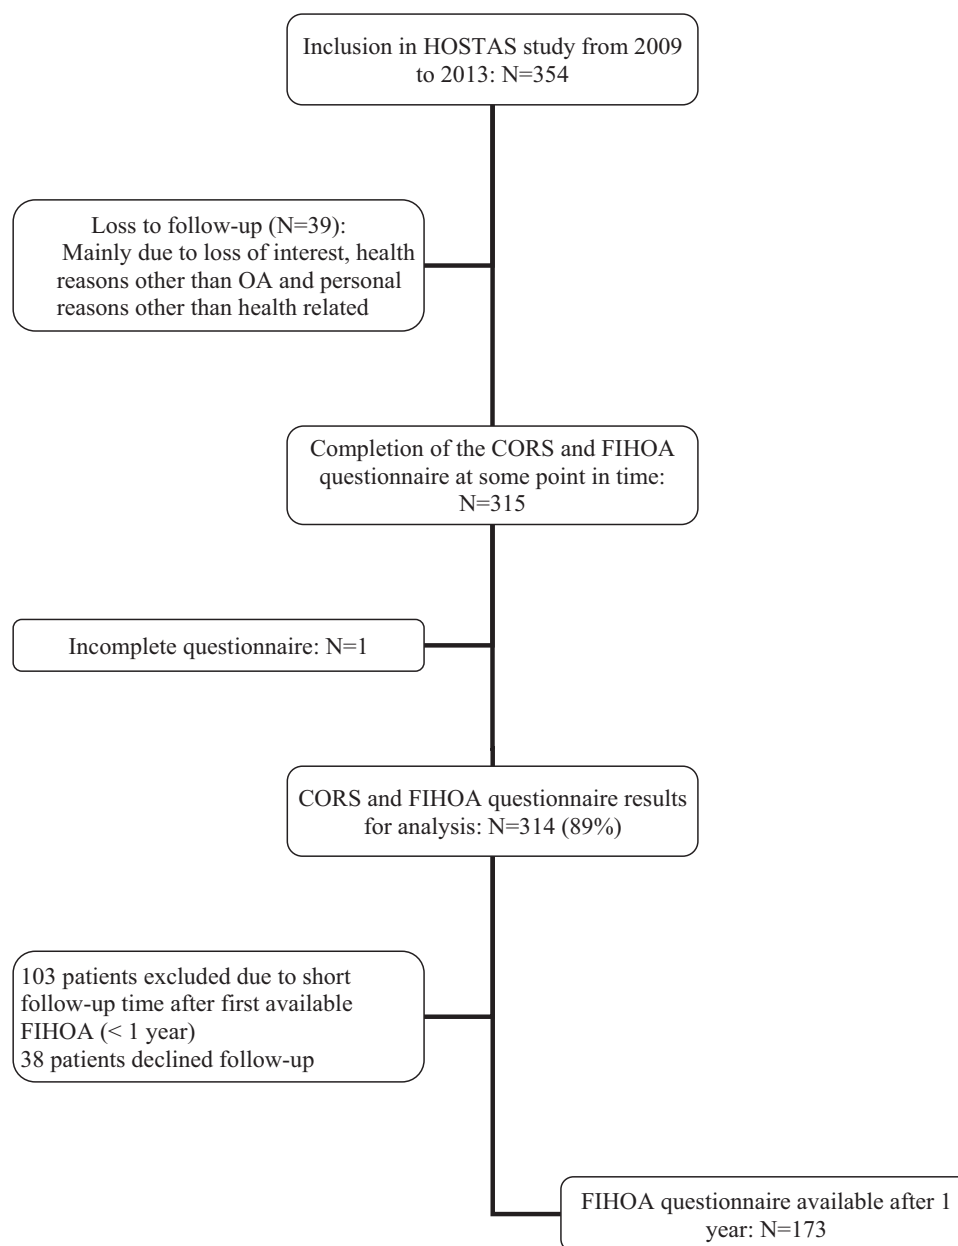 Inclusion in HOSTAS study from 2009
to 2013: N=354
Loss to follow-up (N=39):
Mainly due to loss of interest, health
reasons other than OA and personal
reasons other than health related
Completion of the CORS and FIHOA
questionnaire at some point in time:
N=315
Incomplete questionnaire: N=1
CORS and FIHOA questionnaire results
for analysis: N=314 (89%)
103 patients excluded due to short
follow-up time after first available
FIHOA (< 1 year)
38 patients declined follow-up
FIHOA questionnaire available after 1
year: N=173